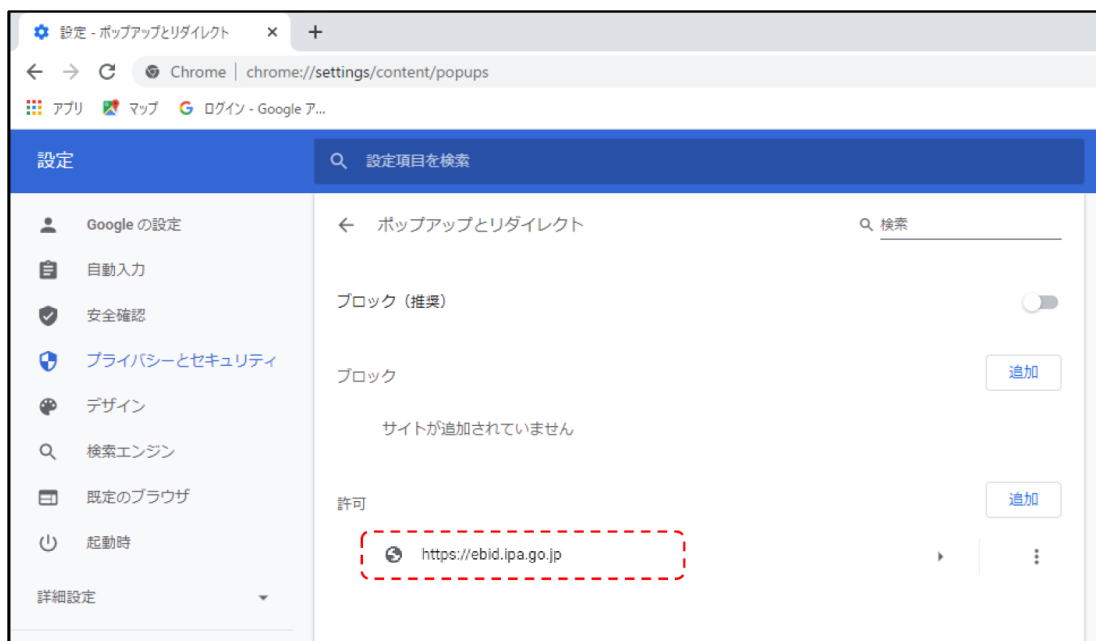 設定 - ポップアップとリダイレクト
Chrome | chrome://settings/content/popups
アプリ マップ ログイン - Google ア...
設定
設定項目を検索
Google の設定
自動入力
安全確認
プライバシーとセキュリティ
デザイン
検索エンジン
既定のブラウザ
起動時
詳細設定
ポップアップとリダイレクト
検索
ブロック（推奨）
ブロック
追加
サイトが追加されていません
許可
追加
https://ebid.ipa.go.jp